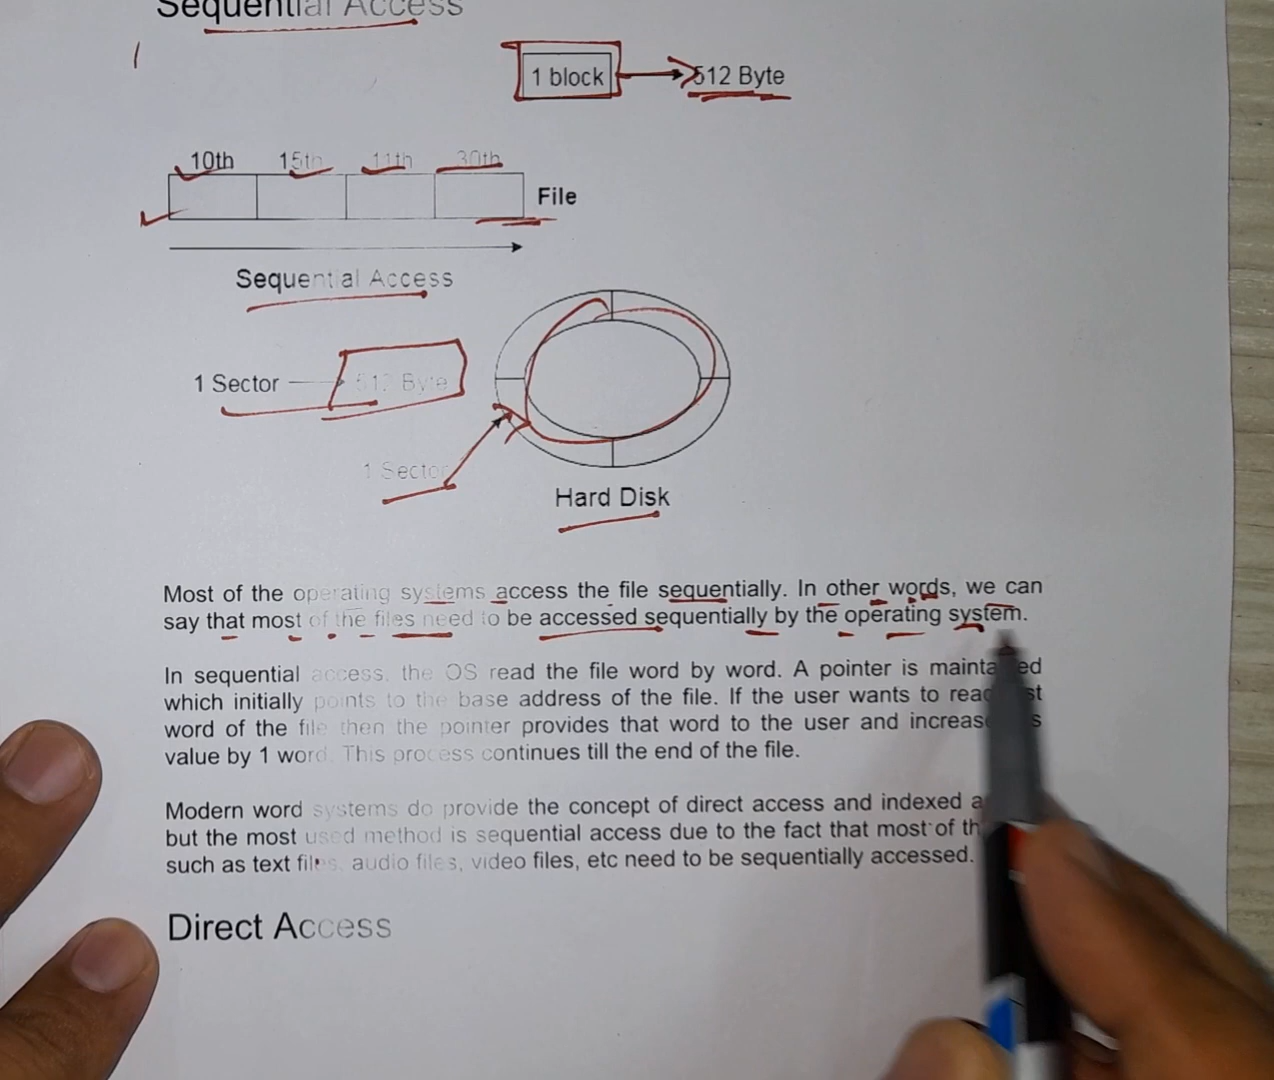 Sequential Access
1 block
512 Byte
10th 15th 11th 30th
File
Sequential Access
1 Sector 512 Byte
1 Sector
Hard Disk
Most of the operating systems access the file sequentially. In other words, we can
say that most of the files need to be accessed sequentially by the operating system.
In sequential access, the OS read the file word by word. A pointer is maintained
which initially points to the base address of the file. If the user wants to read
word of the file then the pointer provides that word to the user and increases
value by 1 word. This process continues till the end of the file.
Modern word systems do provide the concept of direct access and indexed
but the most used method is sequential access due to the fact that most of
such as text files, audio files, video files, etc need to be sequentially accessed.
Direct Access